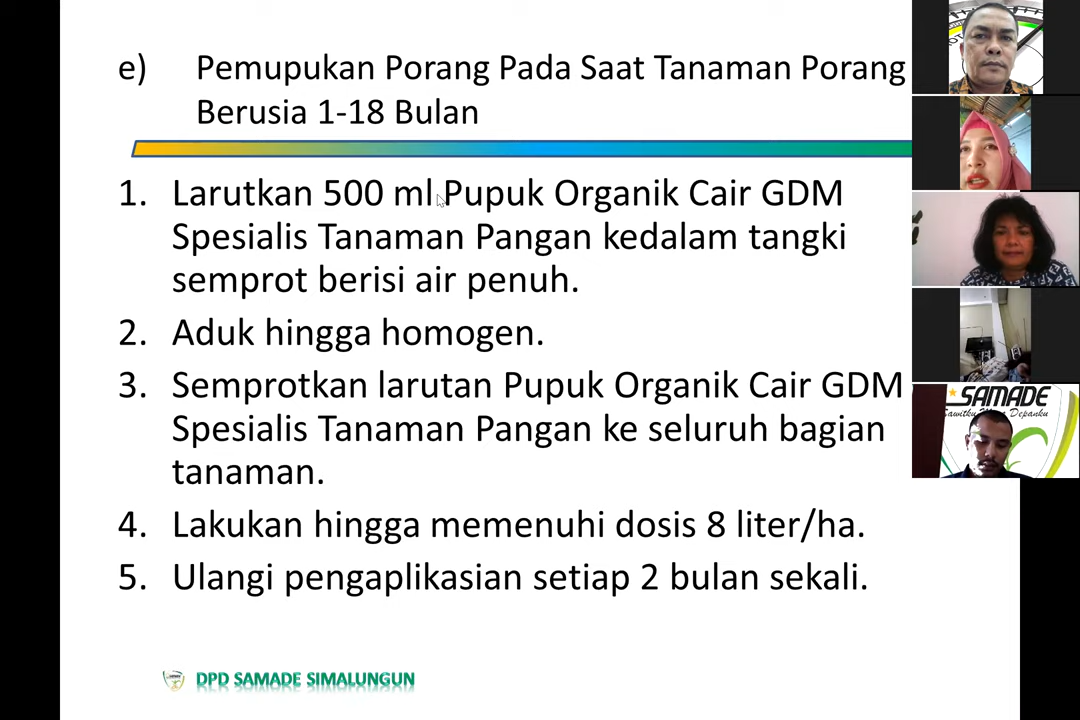 e) Pemupukan Porang Pada Saat Tanaman Porang
Berusia 1-18 Bulan
1. Larutkan 500 ml Pupuk Organik Cair GDM
Spesialis Tanaman Pangan kedalam tangki
semprot berisi air penuh.
2. Aduk hingga homogen.
3. Semprotkan larutan Pupuk Organik Cair GDM
Spesialis Tanaman Pangan ke seluruh bagian
tanaman.
4. Lakukan hingga memenuhi dosis 8 liter/ha.
5. Ulangi pengaplikasian setiap 2 bulan sekali.
DPD SAMADE SIMALUNGUN
SAMADE
Depanku